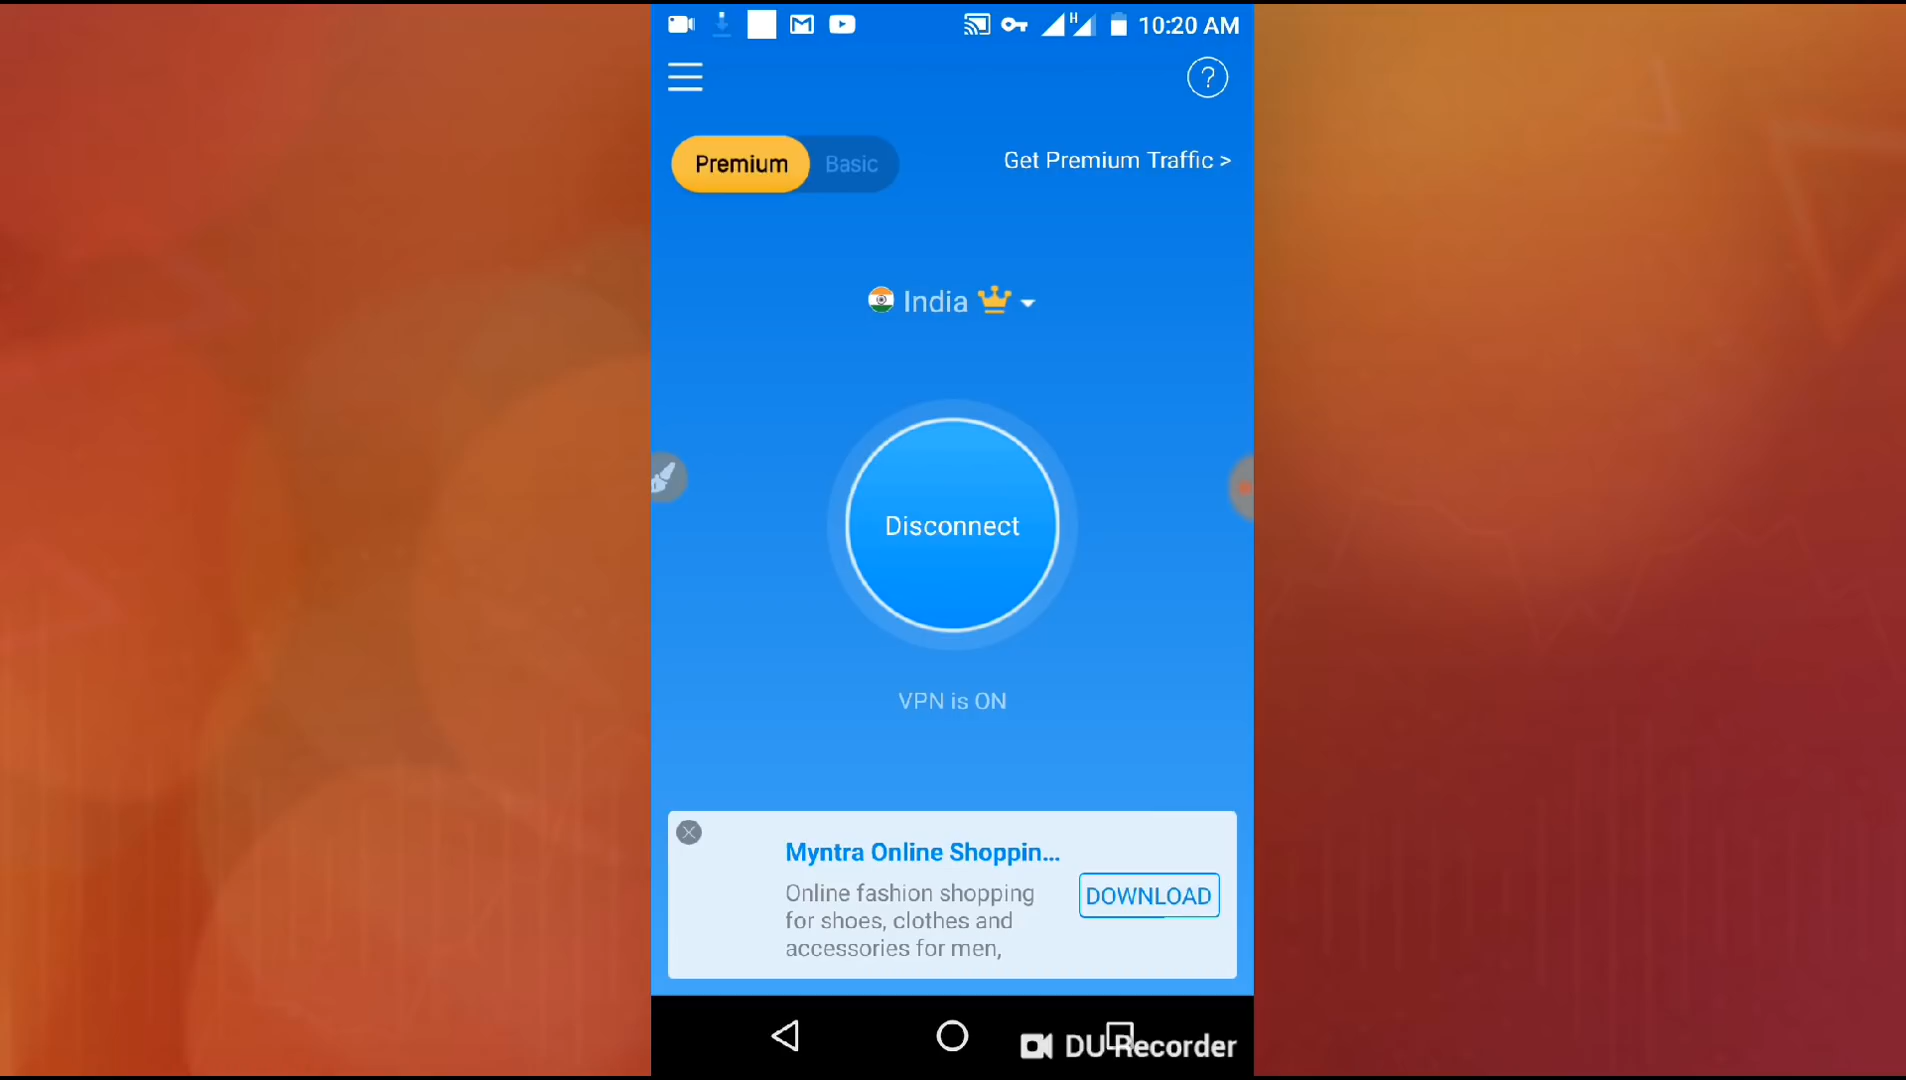 H 10:20 AM
?
Premium Basic
Get Premium Traffic >
India
Disconnect
VPN is ON
Myntra Online Shoppin...
Online fashion shopping
for shoes, clothes and
accessories for men,
DOWNLOAD
DU Recorder